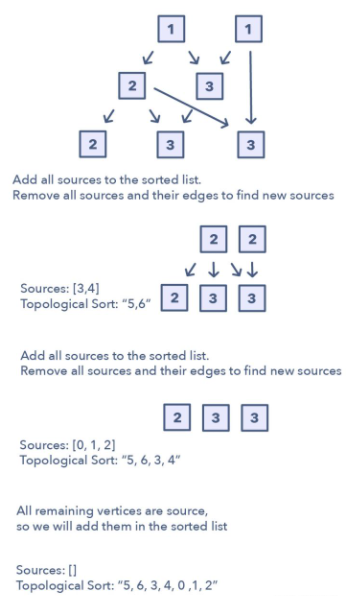 1 1
2 3
2 3 3
Add all sources to the sorted list.
Remove all sources and their edges to find new sources
2 2
2 3 3
Sources: [3,4]
Topological Sort: “5,6”
Add all sources to the sorted list.
Remove all sources and their edges to find new sources
2 3 3
Sources: [0, 1, 2]
Topological Sort: “5, 6, 3, 4”
All remaining vertices are source,
so we will add them in the sorted list
Sources: []
Topological Sort: “5, 6, 3, 4, 0 ,1, 2”